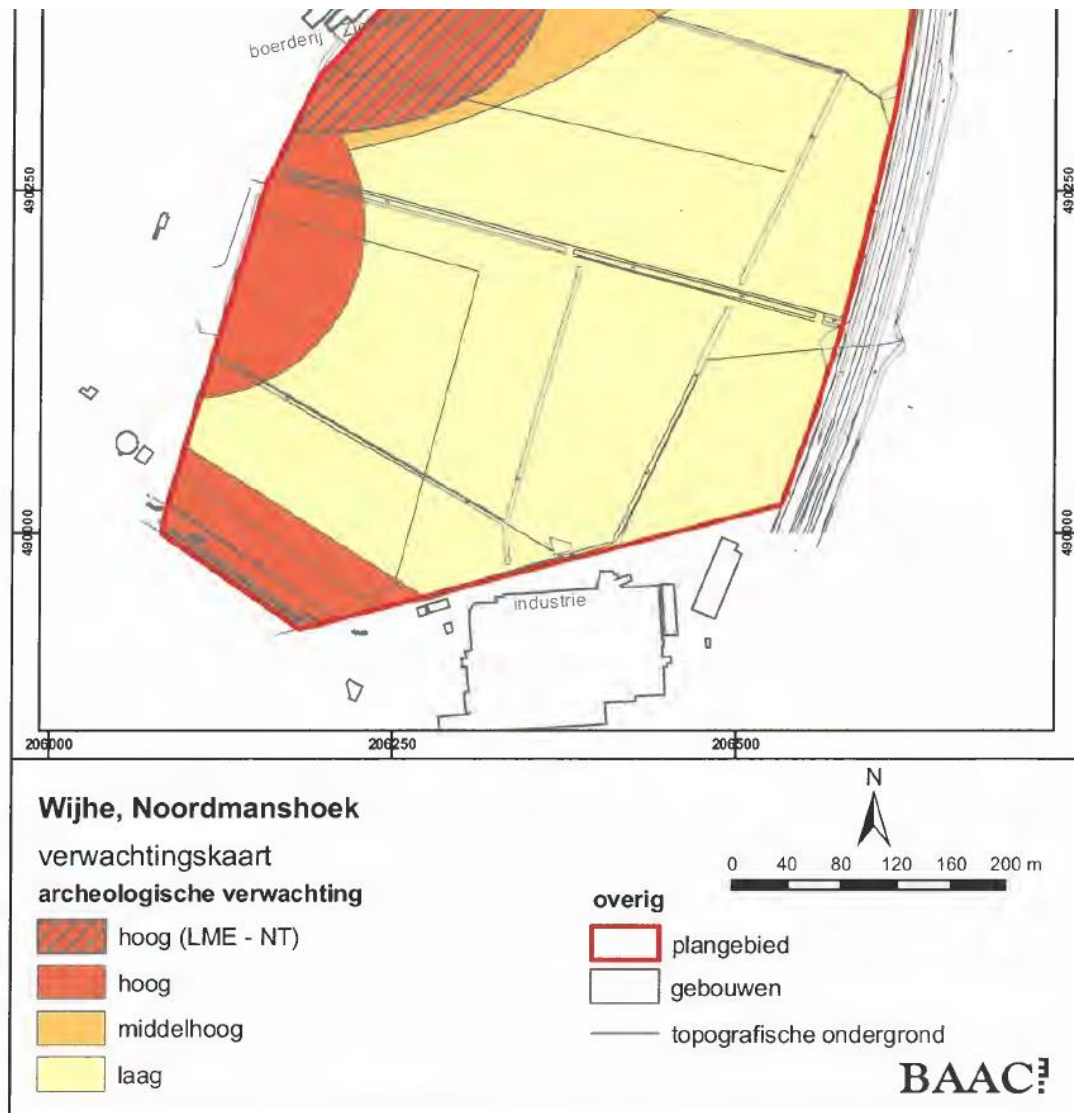 boerderij
490250
490250
490000
490000
industrie
206000
206250
206500
Wijhe, Noordmanshoek
verwachtingskaart
archeologische verwachting
hoog (LME - NT)
hoog
middelhoog
laag
N
0 40 80 120 160 200 m
overig
plangebied
gebouwen
topografische ondergrond
BAAC